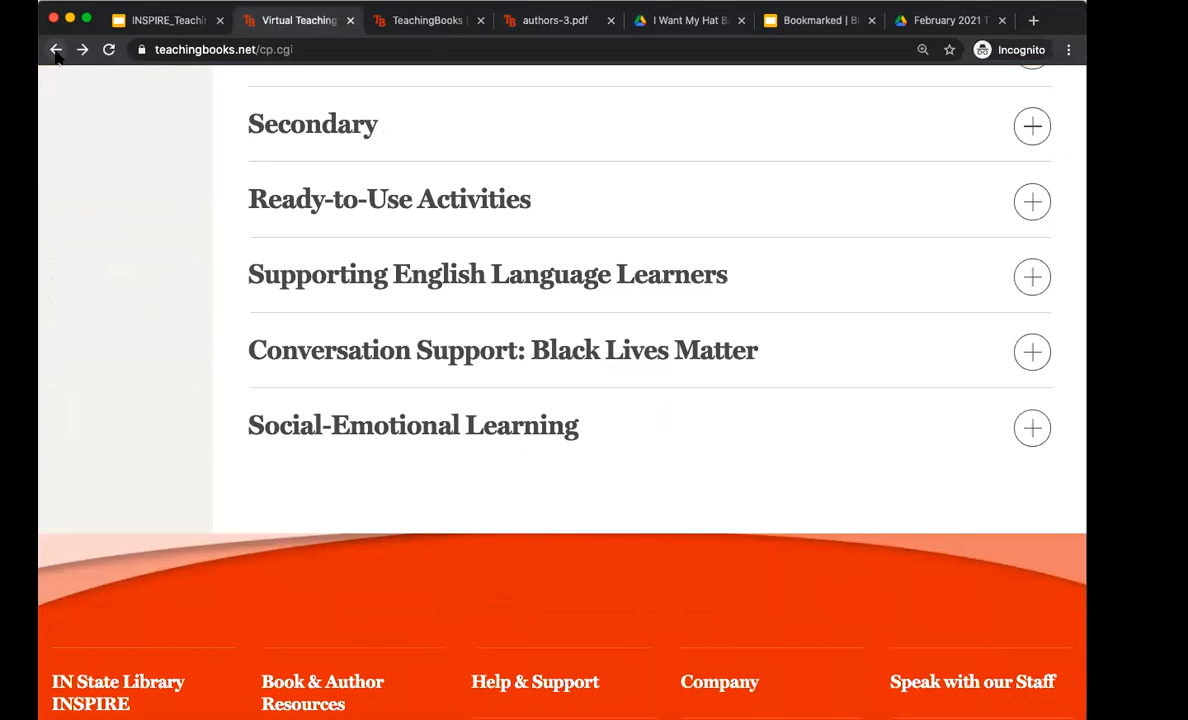 INSPIRE_Teachi
Virtual Teaching
TeachingBooks |
authors-3.pdf
I Want My Hat B
Bookmarked | B
February 2021 T
teachingbooks.net/cp.cgi
Incognito
Secondary
Ready-to-Use Activities
Supporting English Language Learners
Conversation Support: Black Lives Matter
Social-Emotional Learning
IN State Library
INSPIRE
Book & Author
Resources
Help & Support
Company
Speak with our Staff